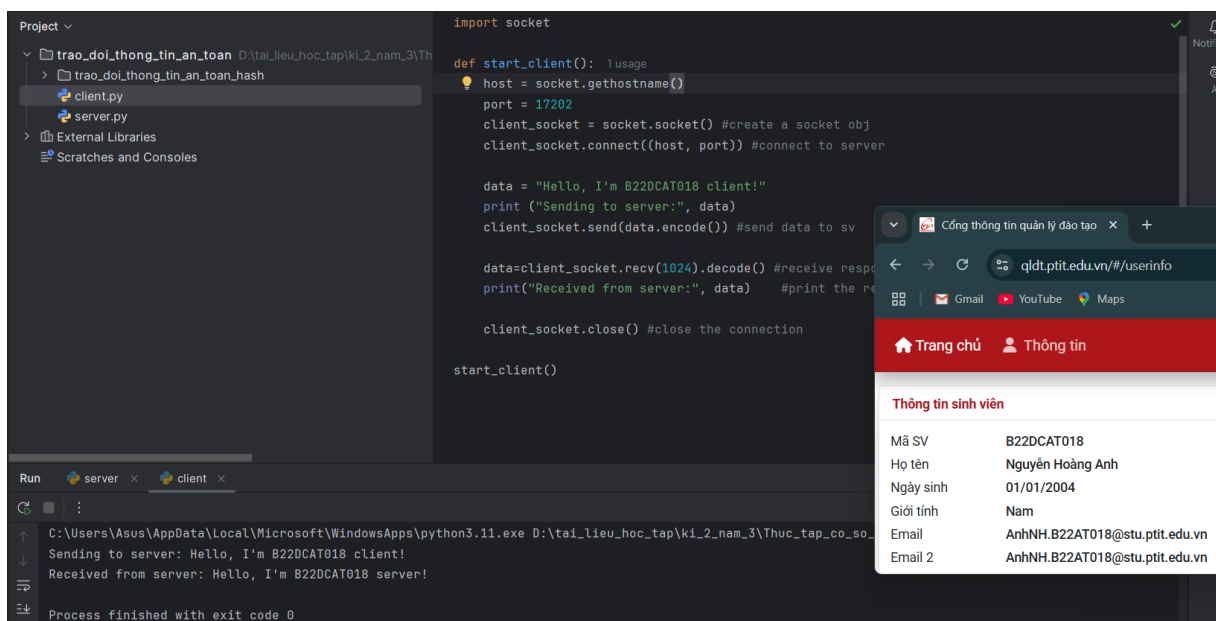 Project
trao_doi_thong_tin_an_toan D:\tai_lieu_hoc_tap\ki_2_nam_3\Th
trao_doi_thong_tin_an_toan_hash
client.py
server.py
External Libraries
Scratches and Consoles
import socket
def start_client(): 1 usage
host = socket.gethostname()
port = 17202
client_socket = socket.socket() #create a socket obj
client_socket.connect((host, port)) #connect to server
data = "Hello, I'm B22DCAT018 client!"
print ("Sending to server:", data)
client_socket.send(data.encode()) #send data to sv
data=client_socket.recv(1024).decode() #receive respo
print("Received from server:", data) #print the re
client_socket.close() #close the connection
start_client()
Notif
Cổng thông tin quản lý đào tạo
qldt.ptit.edu.vn/#/userinfo
Gmail YouTube Maps
Trang chủ Thông tin
Thông tin sinh viên
Mã SV B22DCAT018
Họ tên Nguyễn Hoàng Anh
Ngày sinh 01/01/2004
Giới tính Nam
Email AnhNH.B22AT018@stu.ptit.edu.vn
Email 2 AnhNH.B22AT018@stu.ptit.edu.vn
Run server client
C:\Users\Asus\AppData\Local\Microsoft\WindowsApps\python3.11.exe D:\tai_lieu_hoc_tap\ki_2_nam_3\Thuc_tap_co_so_
Sending to server: Hello, I'm B22DCAT018 client!
Received from server: Hello, I'm B22DCAT018 server!
Process finished with exit code 0